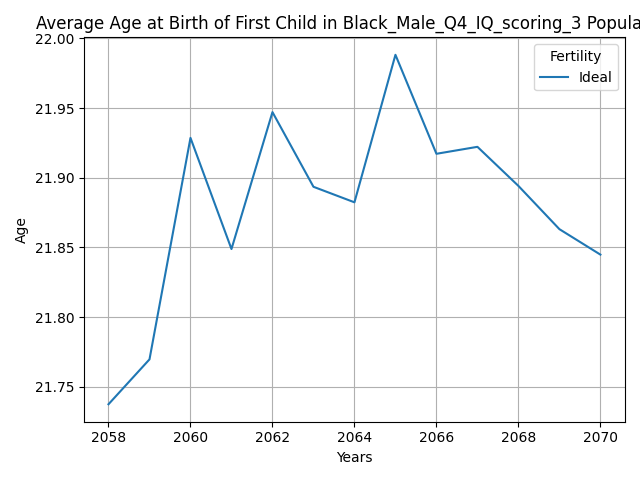 Average Age at Birth of First Child in Black_Male_Q4_IQ_scoring_3 Popula
22.00
Fertility
Ideal
21.95
21.90
Age
21.85
21.80
21.75
2058 2060 2062 2064 2066 2068 2070
Years